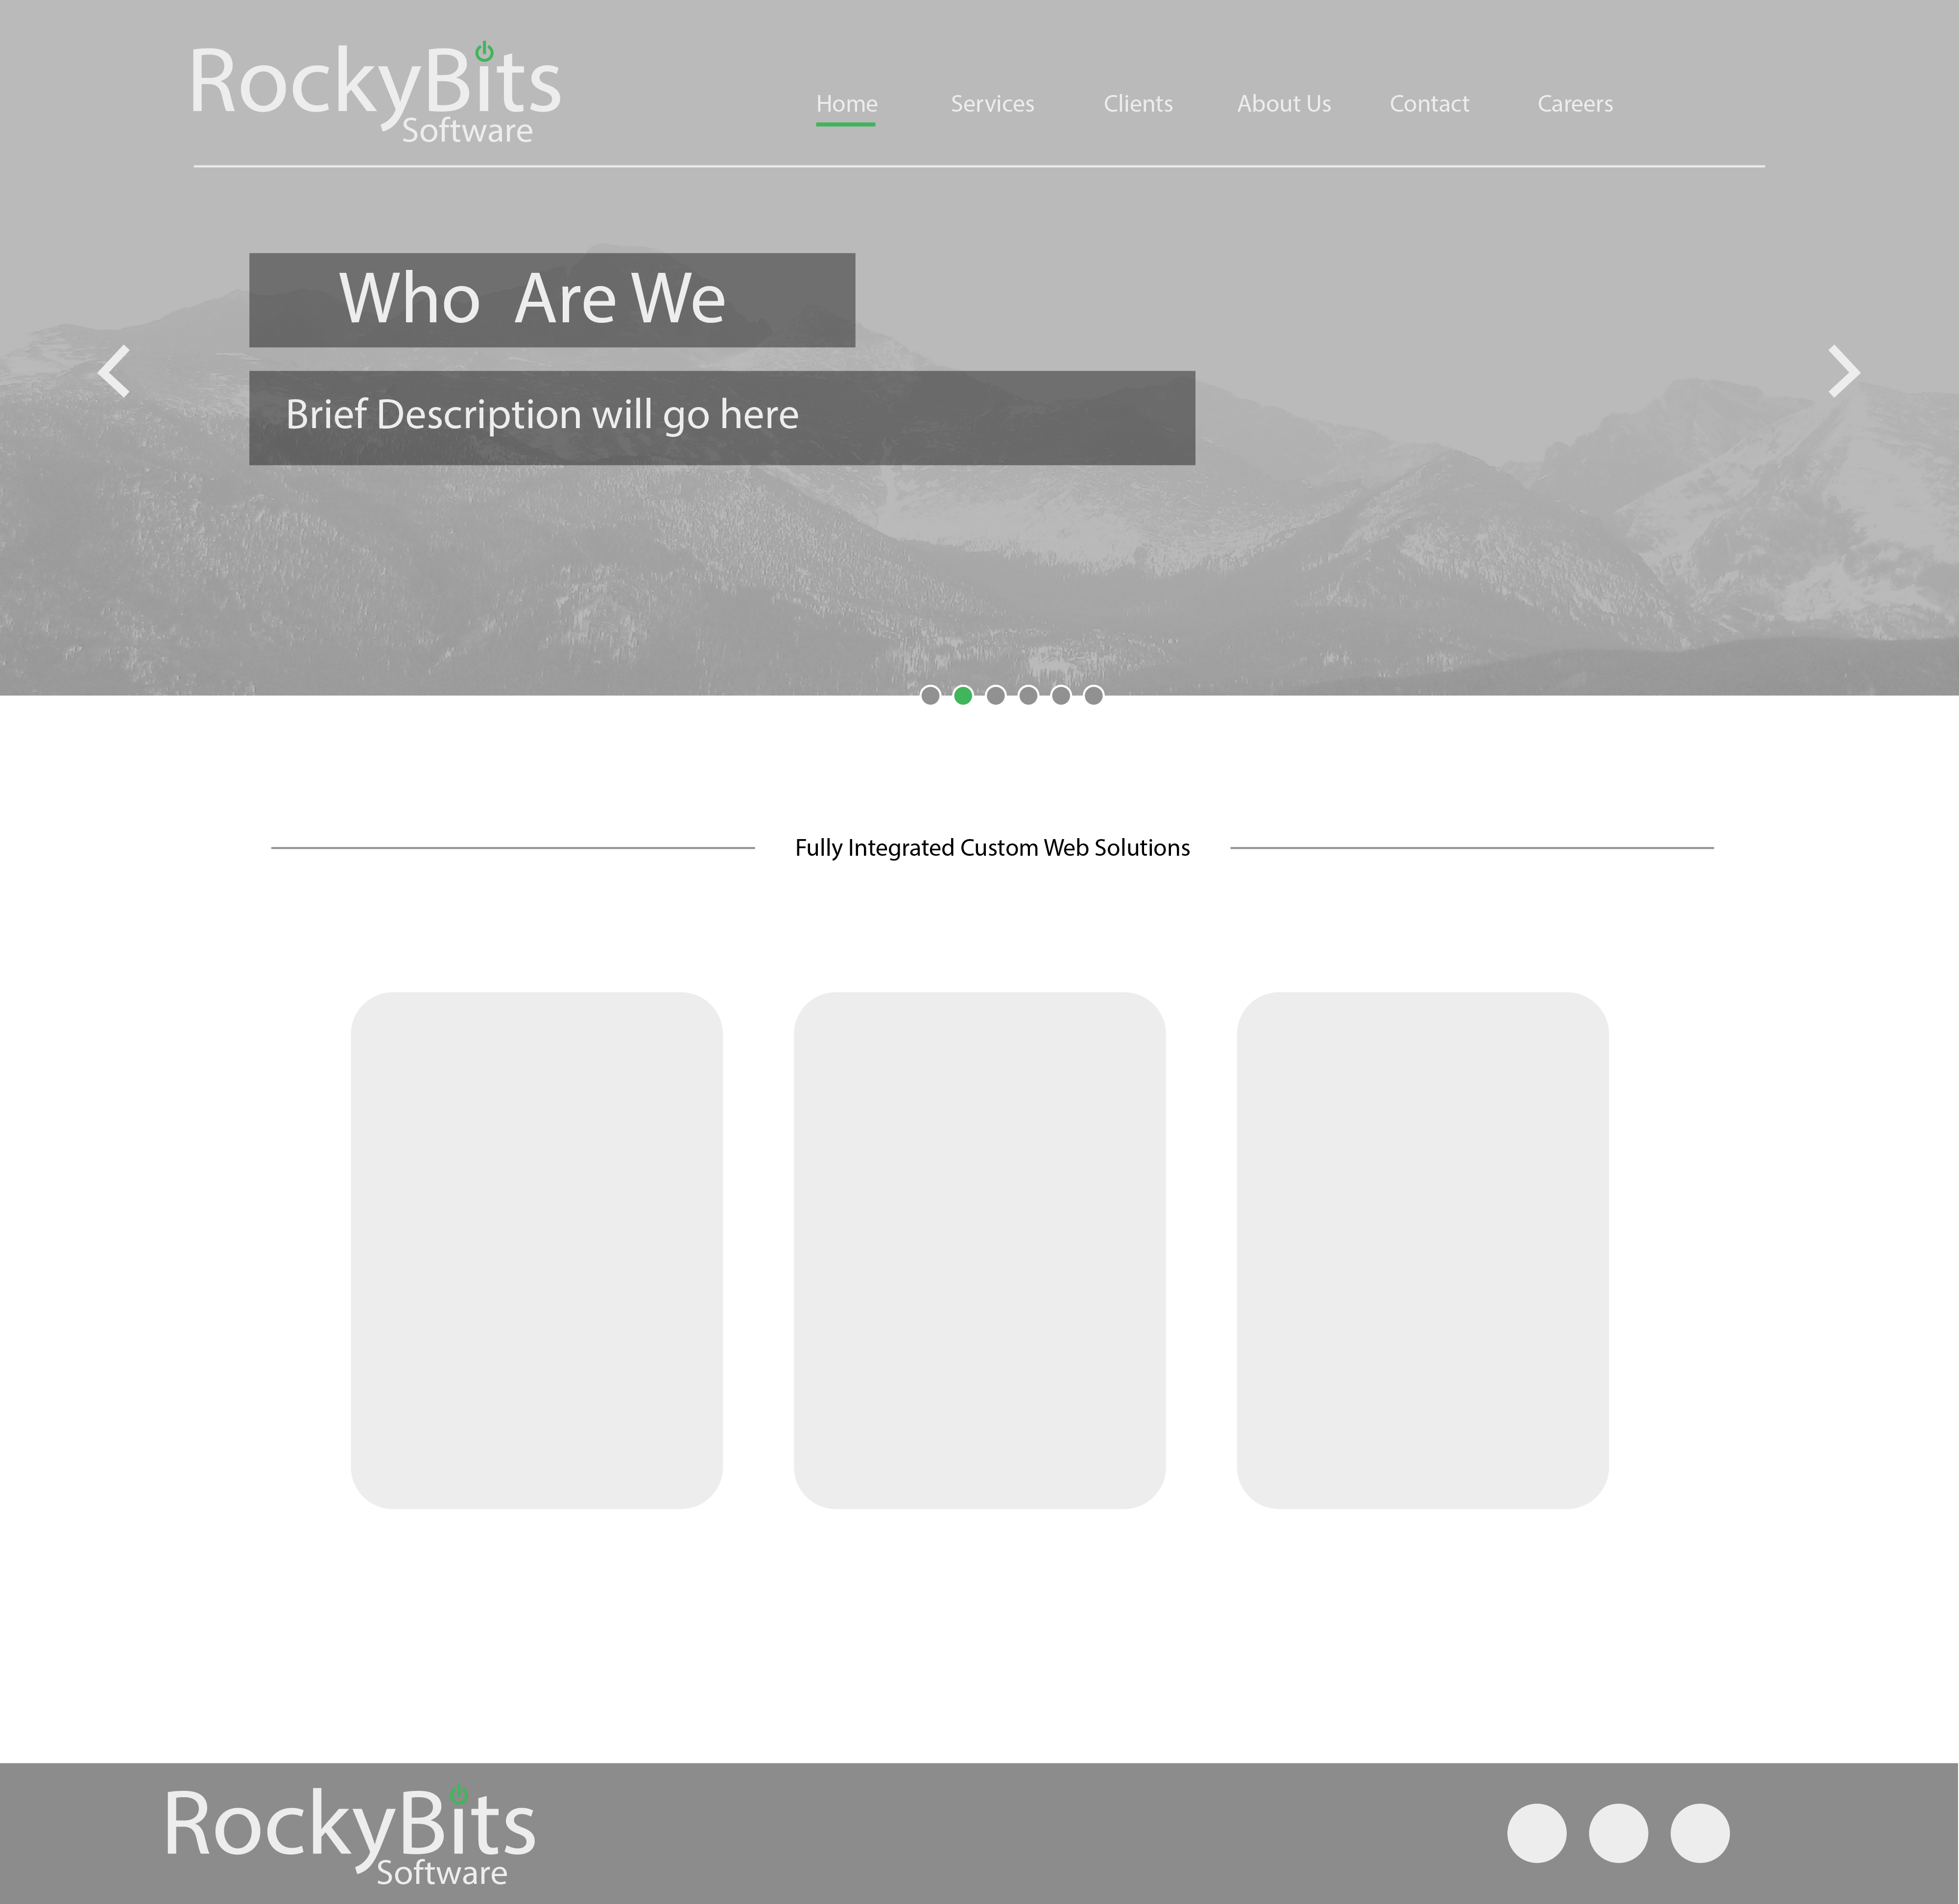 RockyBits
Software
Home Services Clients About Us Contact Careers
Who Are We
Brief Description will go here
Fully Integrated Custom Web Solutions
RockyBits
Software